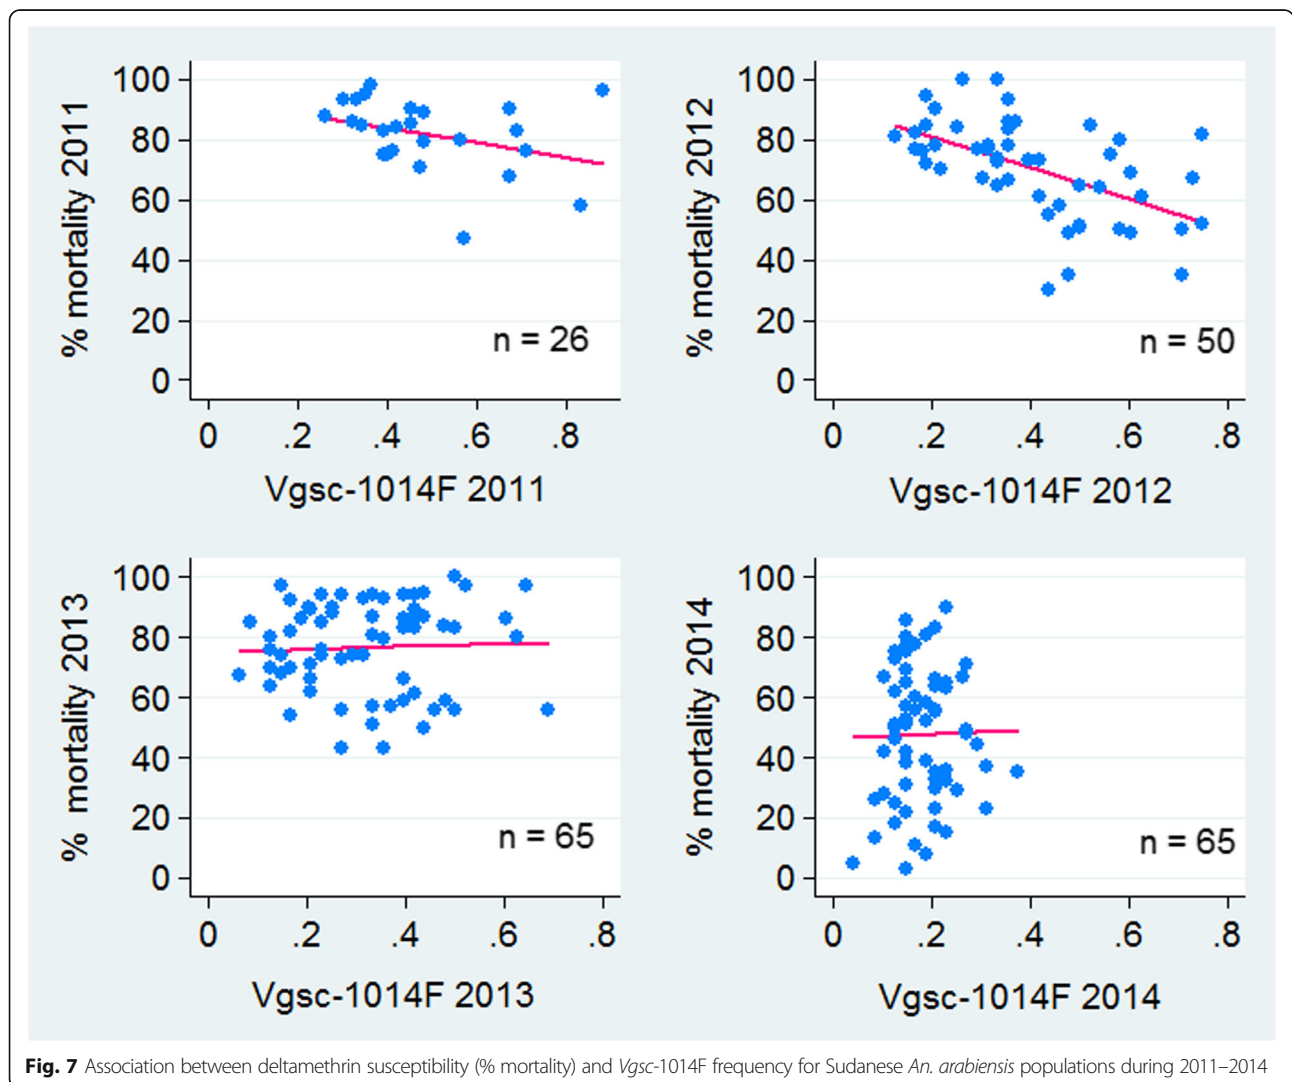 % mortality 2011
100
80
60
40
20
0
n = 26
0 .2 .4 .6 .8
Vgsc-1014F 2011
% mortality 2012
100
80
60
40
20
0
n = 50
0 .2 .4 .6 .8
Vgsc-1014F 2012
% mortality 2013
100
80
60
40
20
0
n = 65
0 .2 .4 .6 .8
Vgsc-1014F 2013
% mortality 2014
100
80
60
40
20
0
n = 65
0 .2 .4 .6 .8
Vgsc-1014F 2014
Fig. 7 Association between deltamethrin susceptibility (% mortality) and Vgsc-1014F frequency for Sudanese An. arabiensis populations during 2011–2014